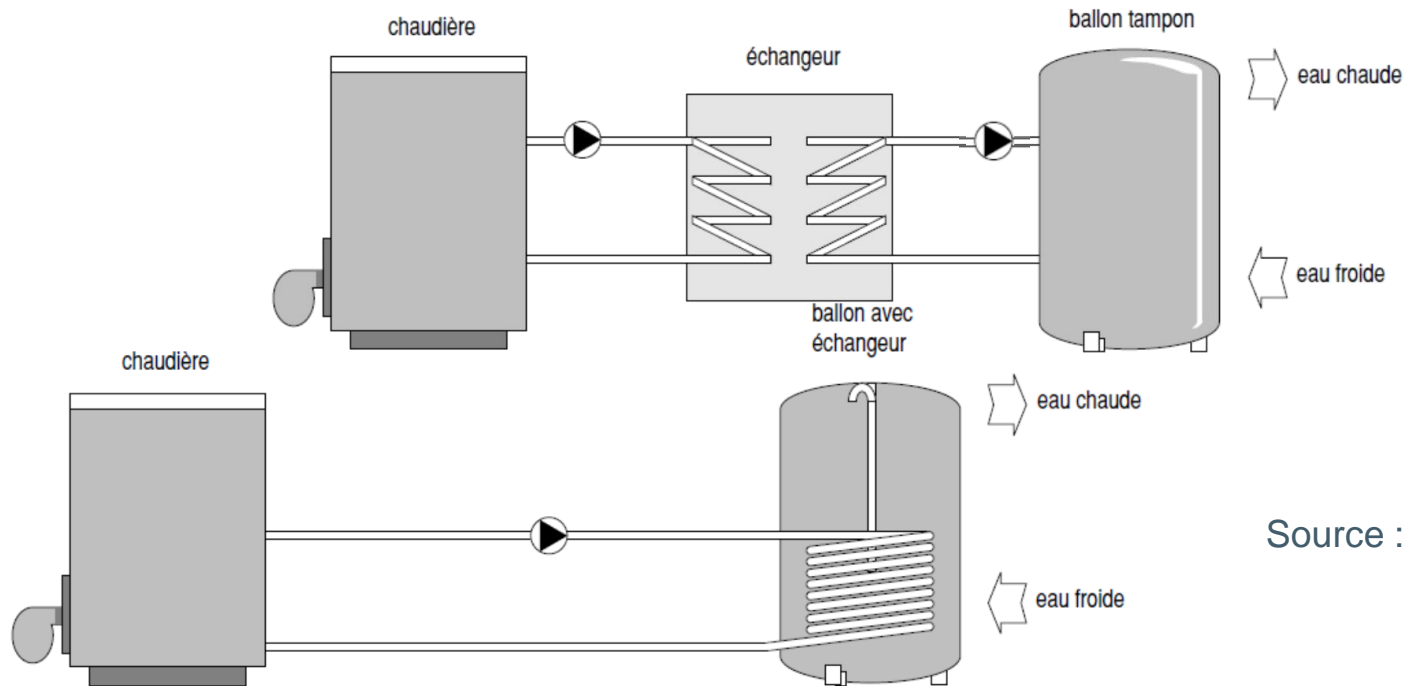 chaudière
échangeur
ballon tampon
eau chaude
eau froide
chaudière
ballon avec
échangeur
eau chaude
eau froide
Source :